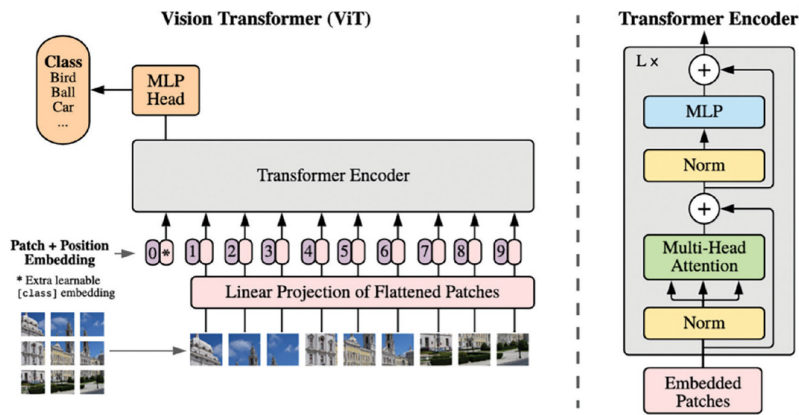 Vision Transformer (ViT)
Class
Bird
Ball
Car
...
MLP
Head
Transformer Encoder
Patch + Position
Embedding
0 * 1 2 3 4 5 6 7 8 9
* Extra learnable
[class] embedding
Linear Projection of Flattened Patches
Transformer Encoder
L x
+
MLP
Norm
+
Multi-Head
Attention
Norm
Embedded
Patches